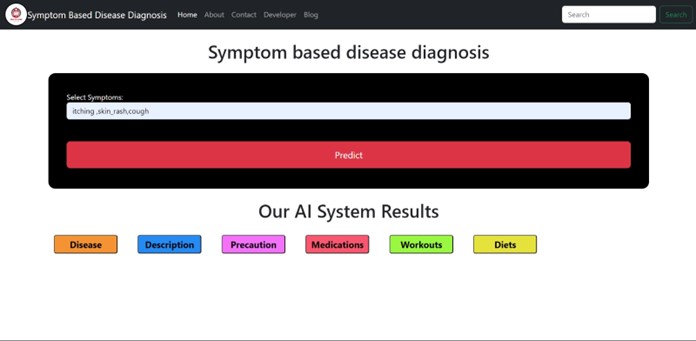 Symptom Based Disease Diagnosis Home About Contact Developer Blog Search Search
Symptom based disease diagnosis
Select Symptoms:
itching ,skin_rash,cough
Predict
Our AI System Results
Disease Description Precaution Medications Workouts Diets